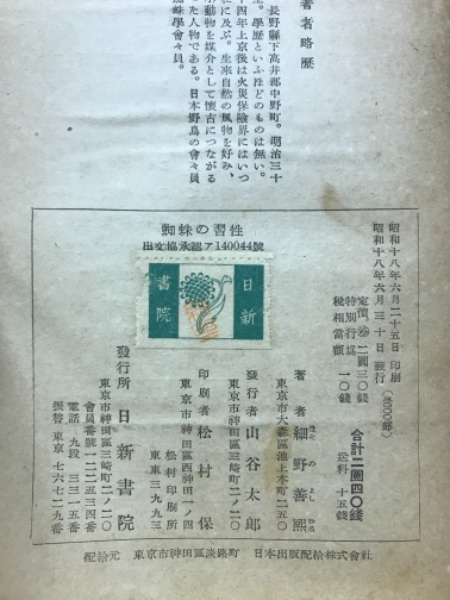 著者略歴
長野縣下高井郡中野町。明治三十
生。學歴といふほどのものは無い。
十四年上京後は火災保險界にはいつ
に及ぶ。生來自然の風物を好み、
小動物を媒介として懷古につながる
た人物である。日本野鳥の會々員
蜘蛛學會々員。
蜘蛛の習性
出文協承認ア140044號
日新
書院
昭和十八年六月二十五日 印刷
昭和十八年六月三十日 發行
定價 二圓三〇錢
特別行爲
税相當額 一〇錢
合計二圓四〇錢
送料 十五錢
東京市大森區池上本町二五〇
著者 細野善熙
ほそ の よし ひろ
東京市神田區三崎町二ノ二〇
發行者 山谷太郎
東京市神田區西神田一ノ四
印刷者 松村保
松村印刷所
東東三九九三
發行所 日新書院
東京市神田區三崎町二ノ二〇
會員番號一二二五三四番
電話 九段 三三一五番
振替 東京 七六七二九番
配給元 東京市神田區淡路町 日本出版配給株式會社